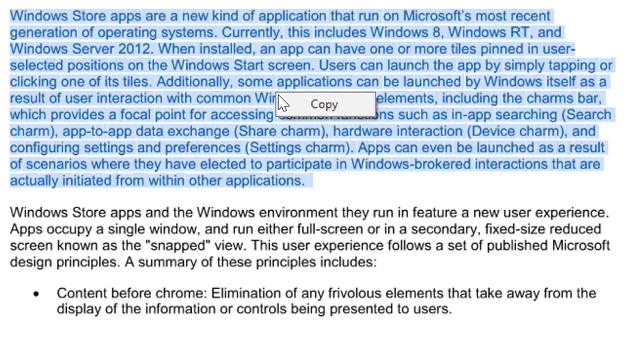 Windows Store apps are a new kind of application that run on Microsoft's most recent
generation of operating systems. Currently, this includes Windows 8, Windows RT, and
Windows Server 2012. When installed, an app can have one or more tiles pinned in user-
selected positions on the Windows Start screen. Users can launch the app by simply tapping or
clicking one of its tiles. Additionally, some applications can be launched by Windows itself as a
result of user interaction with common elements, including the charms bar,
Copy
which provides a focal point for accessing such as in-app searching (Search
charm), app-to-app data exchange (Share charm), hardware interaction (Device charm), and
configuring settings and preferences (Settings charm). Apps can even be launched as a result
of scenarios where they have elected to participate in Windows-brokered interactions that are
actually initiated from within other applications.
Windows Store apps and the Windows environment they run in feature a new user experience.
Apps occupy a single window, and run either full-screen or in a secondary, fixed-size reduced
screen known as the "snapped" view. This user experience follows a set of published Microsoft
design principles. A summary of these principles includes:
• Content before chrome: Elimination of any frivolous elements that take away from the
display of the information or controls being presented to users.